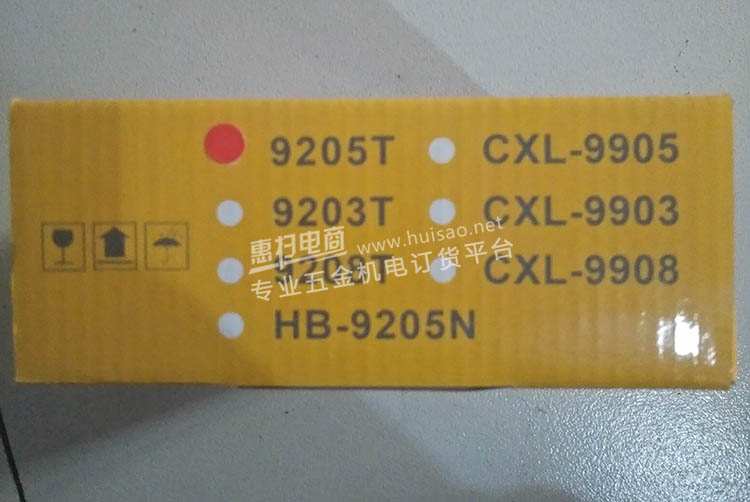 9205T CXL-9905
9203T CXL-9903
惠扫电商 www.huisao.net
9208T CXL-9908
专业五金机电订货平台
HB-9205N